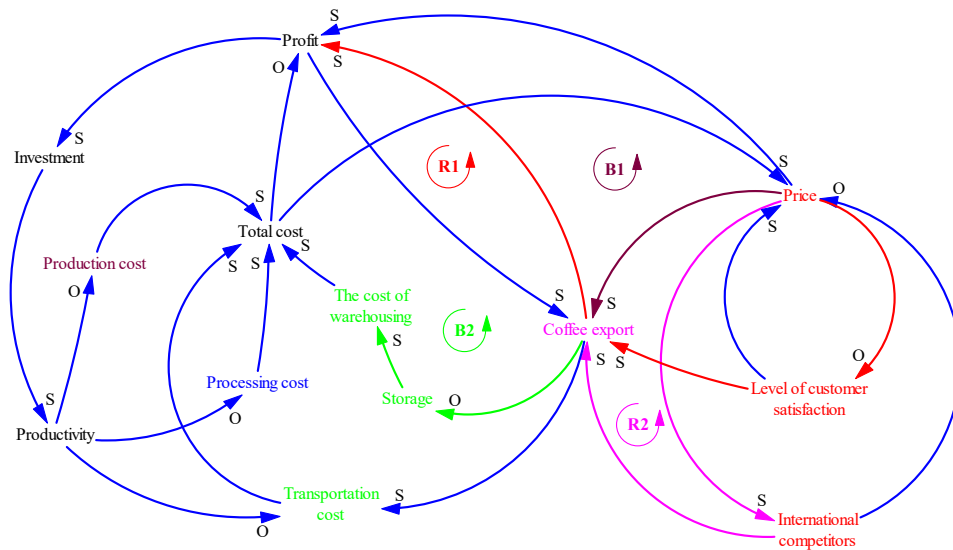 S
Profit
S
O
S
Investment
R1
B1
S
O
Price
S
S
Total cost
S
S
S
Production cost
O
The cost of
warehousing
S
B2
S
S
Coffee export
S
S
O
Processing cost
Storage
O
Level of customer
satisfaction
S
Productivity
O
R2
Transportation
cost
S
S
O
International
competitors